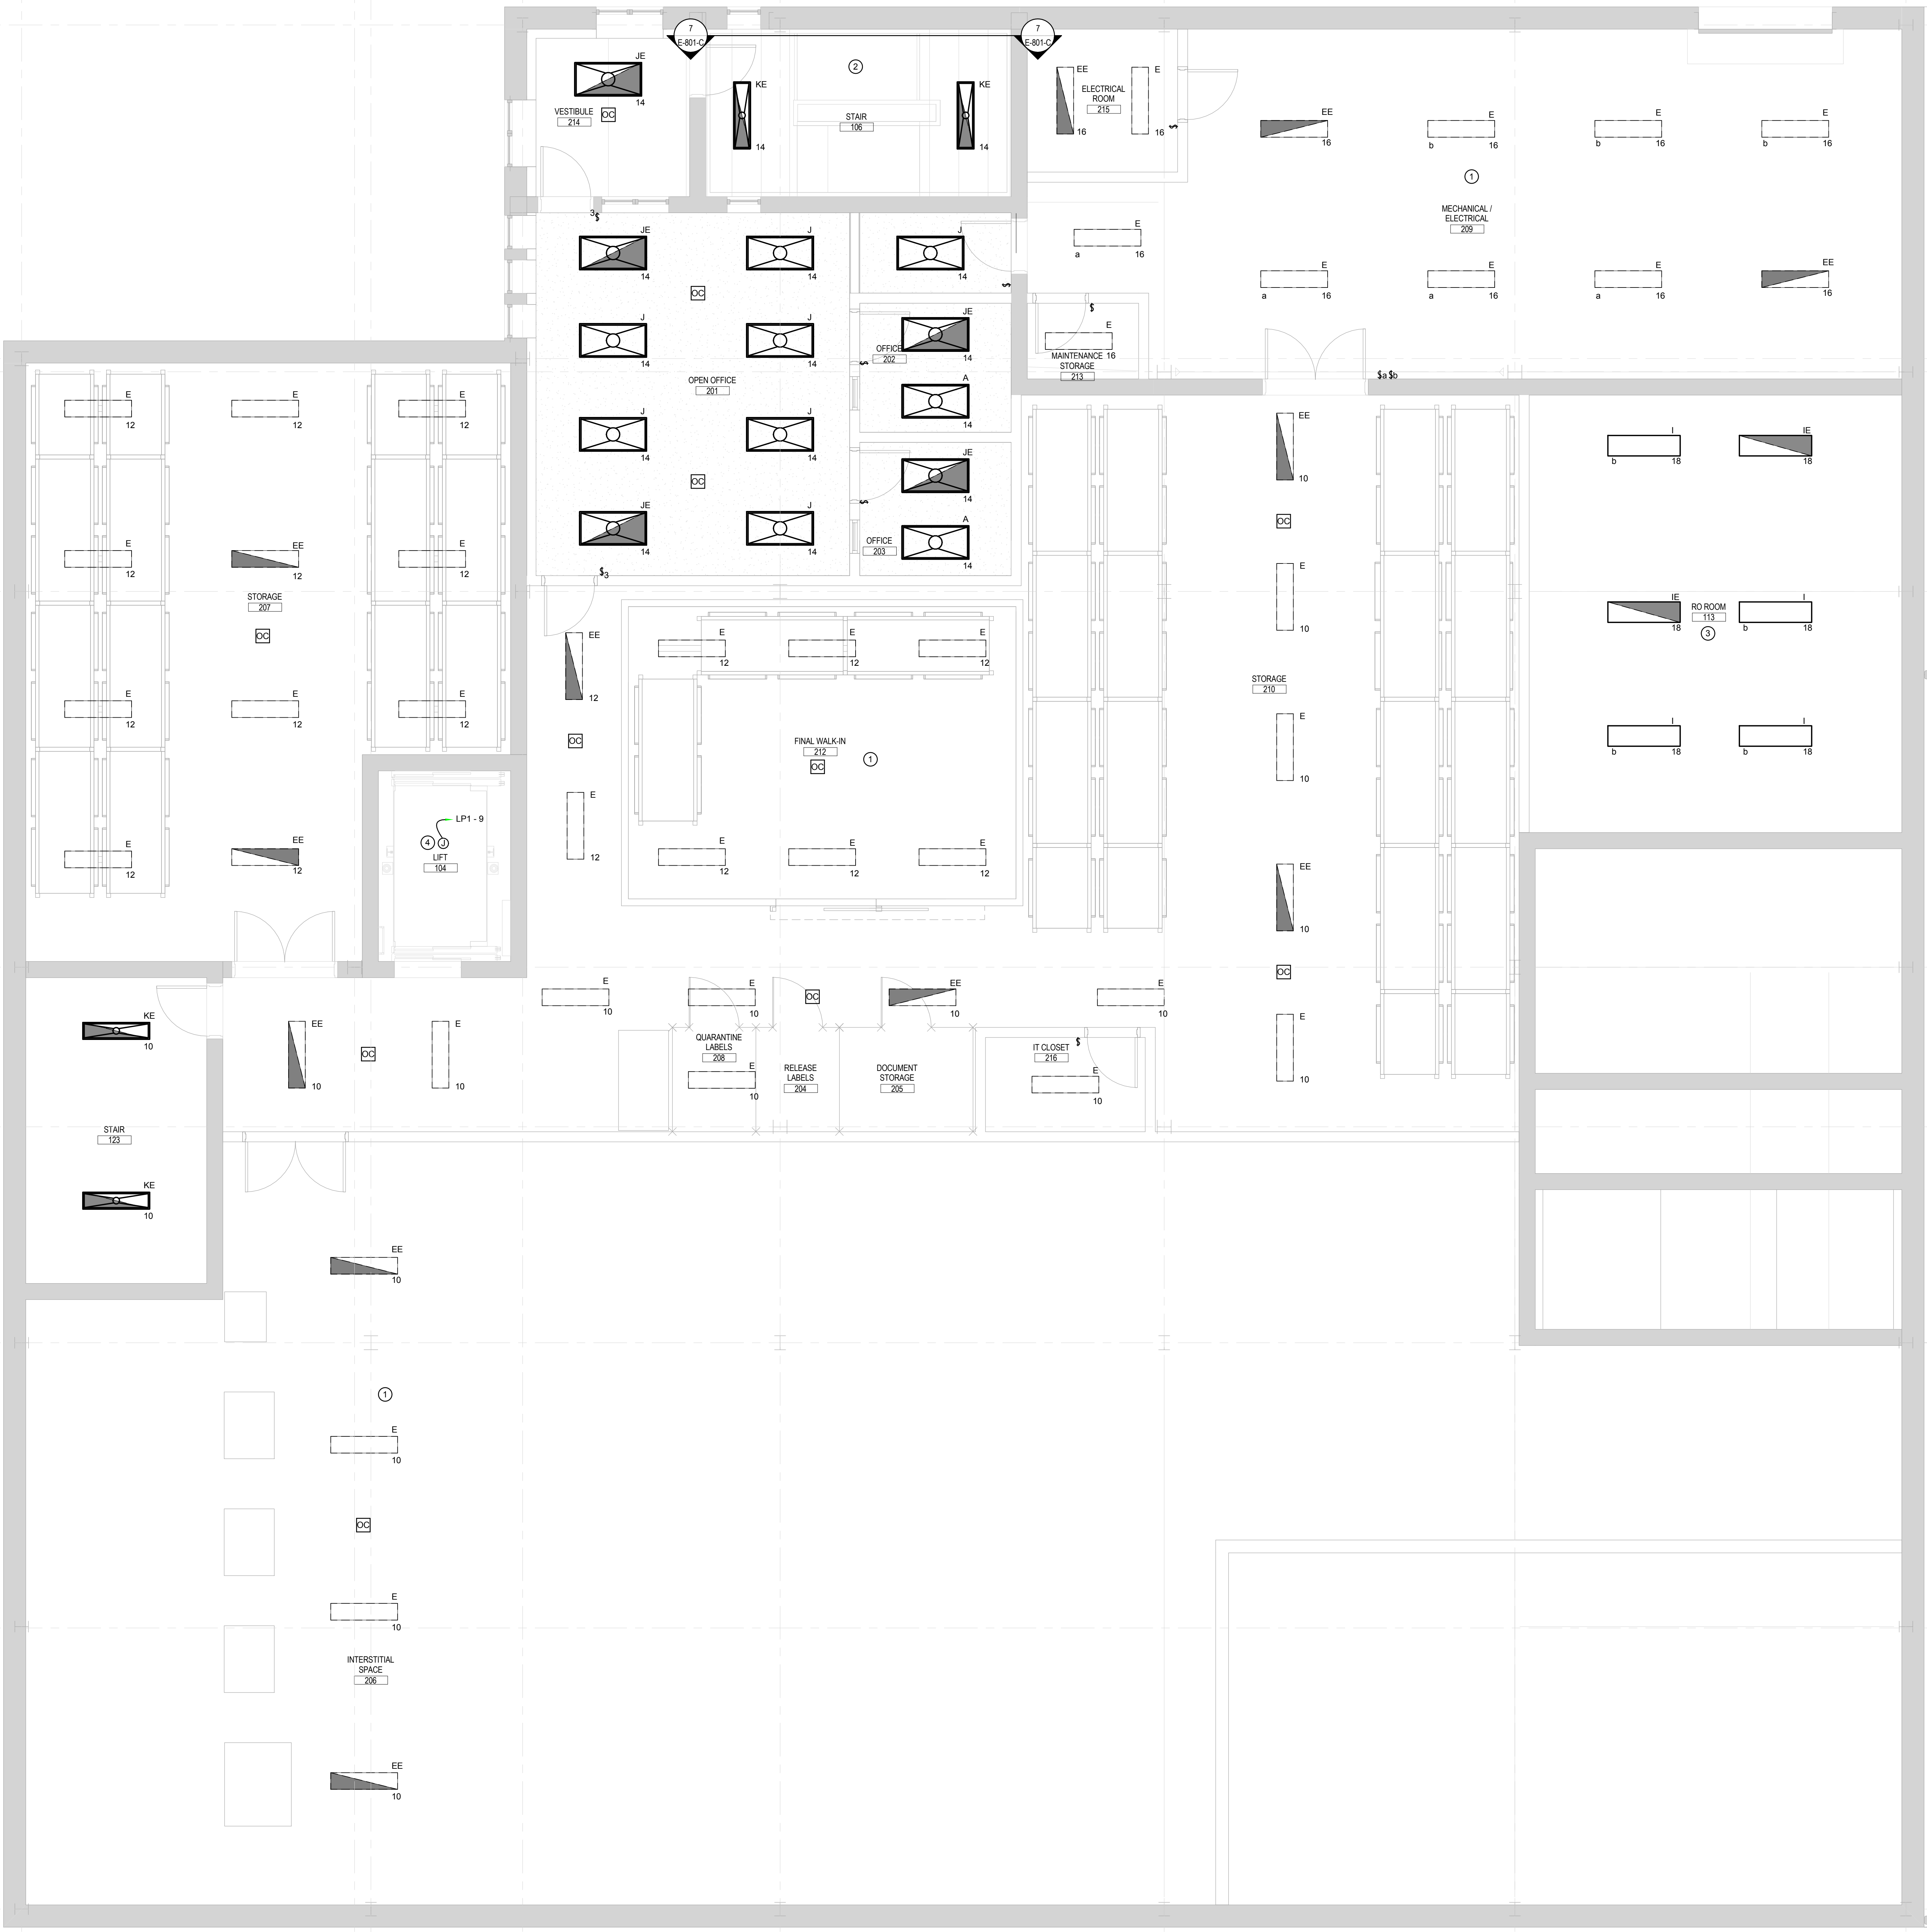 7
E-801-C
7
E-801-C
JE
14
VESTIBULE
214
OC
KE
14
2
STAIR
106
KE
14
EE
16
ELECTRICAL
ROOM
215
E
16
$
EE
16
E
b
16
E
b
16
E
b
16
1
MECHANICAL /
ELECTRICAL
209
E
a
16
E
a
16
E
a
16
E
a
16
EE
16
3
$
JE
14
J
14
J
14
OC
$
J
14
J
14
OPEN OFFICE
201
J
14
J
14
OC
JE
14
J
14
$
3
JE
OFFICE
202
14
$
A
14
JE
14
$
A
OFFICE
203
14
$
E
MAINTENANCE
16
STORAGE
213
$a
$b
E
12
E
12
E
12
E
12
EE
12
E
12
STORAGE
207
OC
E
12
E
12
E
12
E
12
EE
12
LP1 - 9
4
J
LIFT
104
EE
12
OC
E
12
E
12
E
12
E
12
FINAL WALK-IN
212
OC
1
E
12
E
12
E
12
EE
10
OC
E
10
STORAGE
210
E
10
EE
10
OC
E
10
I
b
18
IE
18
IE
18
RO ROOM
113
3
I
b
18
I
b
18
I
b
18
E
10
E
10
OC
EE
10
E
10
KE
10
EE
10
OC
E
10
QUARANTINE
LABELS
208
E
10
RELEASE
LABELS
204
DOCUMENT
STORAGE
205
IT CLOSET
216
$
E
10
STAIR
123
KE
10
EE
10
1
E
10
OC
E
10
INTERSTITIAL
SPACE
206
EE
10